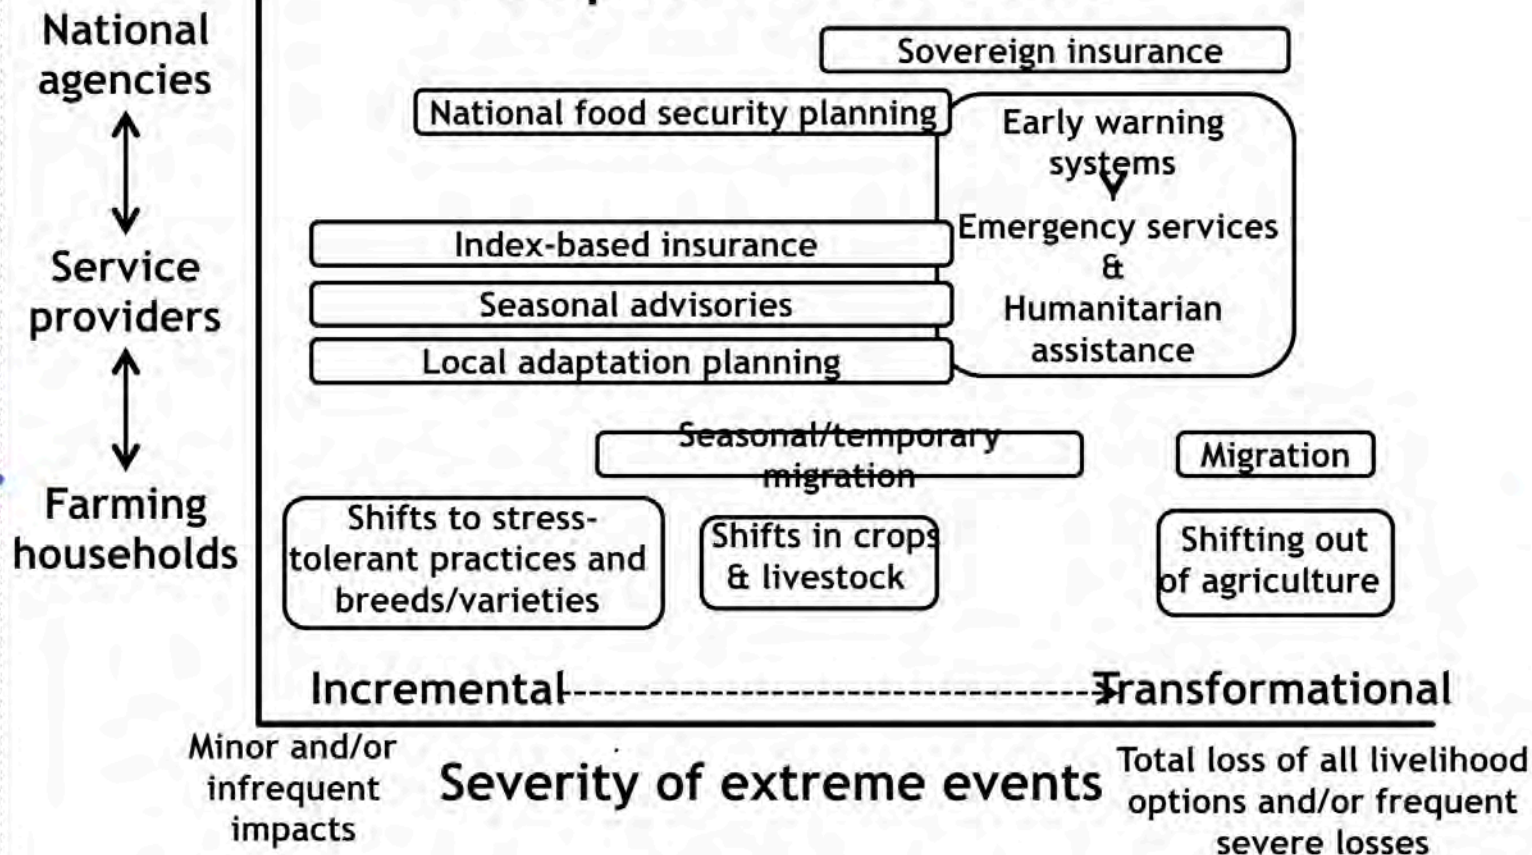 National
agencies
Service
providers
Farming
households
Sovereign insurance
National food security planning
Early warning
systems
Emergency services
&
Humanitarian
assistance
Index-based insurance
Seasonal advisories
Local adaptation planning
Seasonal/temporary
migration
Migration
Shifts to stress-
tolerant practices and
breeds/varieties
Shifts in crops
& livestock
Shifting out
of agriculture
Incremental
Transformational
Minor and/or
infrequent
impacts
Severity of extreme events
Total loss of all livelihood
options and/or frequent
severe losses